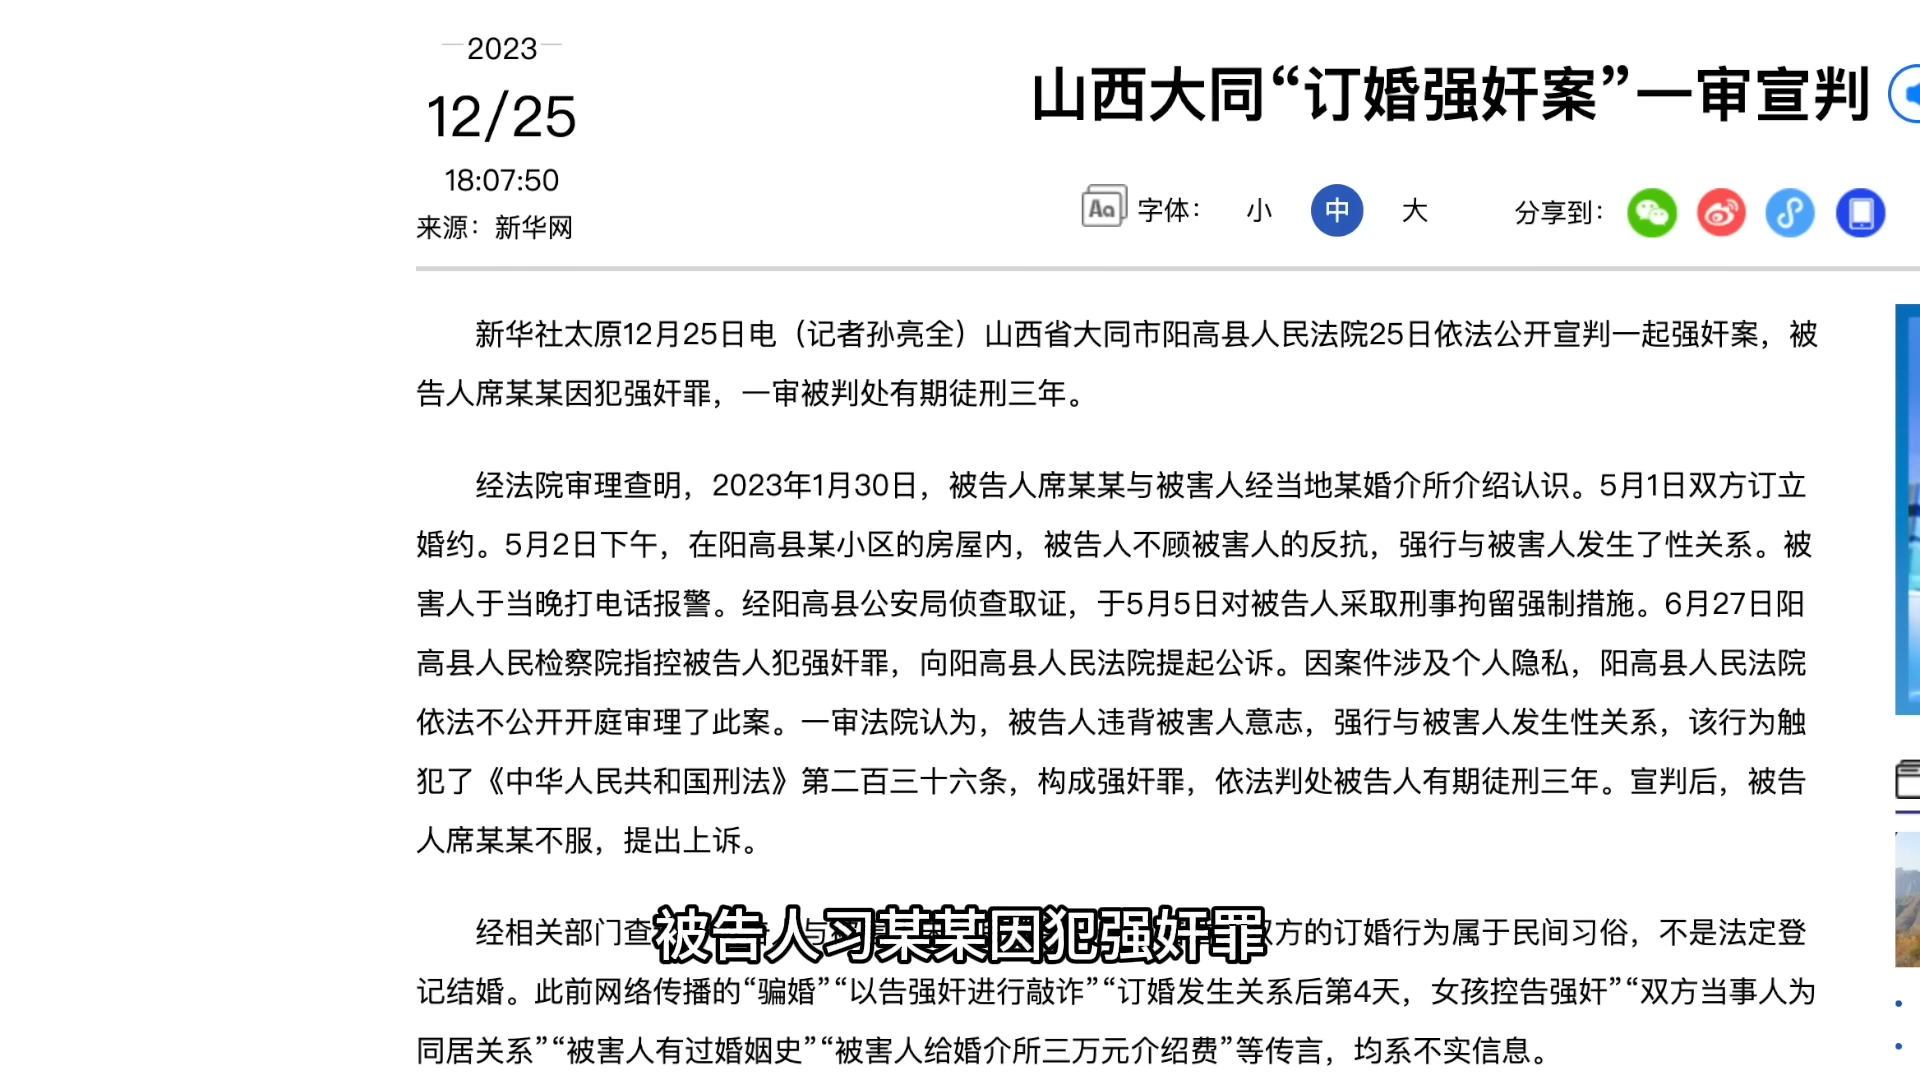 2023
12/25
18:07:50
来源：新华网
山西大同“订婚强奸案”一审宣判
Aa 字体： 小 中 大 分享到：
新华社太原12月25日电（记者孙亮全）山西省大同市阳高县人民法院25日依法公开宣判一起强奸案，被
告人席某某因犯强奸罪，一审被判处有期徒刑三年。
经法院审理查明，2023年1月30日，被告人席某某与被害人经当地某婚介所介绍认识。5月1日双方订立
婚约。5月2日下午，在阳高县某小区的房屋内，被告人不顾被害人的反抗，强行与被害人发生了性关系。被
害人于当晚打电话报警。经阳高县公安局侦查取证，于5月5日对被告人采取刑事拘留强制措施。6月27日阳
高县人民检察院指控被告人犯强奸罪，向阳高县人民法院提起公诉。因案件涉及个人隐私，阳高县人民法院
依法不公开开庭审理了此案。一审法院认为，被告人违背被害人意志，强行与被害人发生性关系，该行为触
犯了《中华人民共和国刑法》第二百三十六条，构成强奸罪，依法判处被告人有期徒刑三年。宣判后，被告
人席某某不服，提出上诉。
经相关部门查 双方的订婚行为属于民间习俗，不是法定登
被告人习某某因犯强奸罪
记结婚。此前网络传播的“骗婚”“以告强奸进行敲诈”“订婚发生关系后第4天，女孩控告强奸”“双方当事人为
同居关系”“被害人有过婚姻史”“被害人给婚介所三万元介绍费”等传言，均系不实信息。